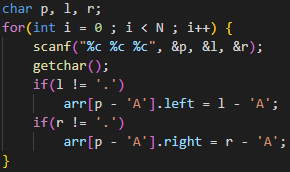 char p, l, r;
for(int i = 0 ; i < N ; i++) {
    scanf("%c %c %c", &p, &l, &r);
    getchar();
    if(l != '.')
        arr[p - 'A'].left = l - 'A';
    if(r != '.')
        arr[p - 'A'].right = r - 'A';
}